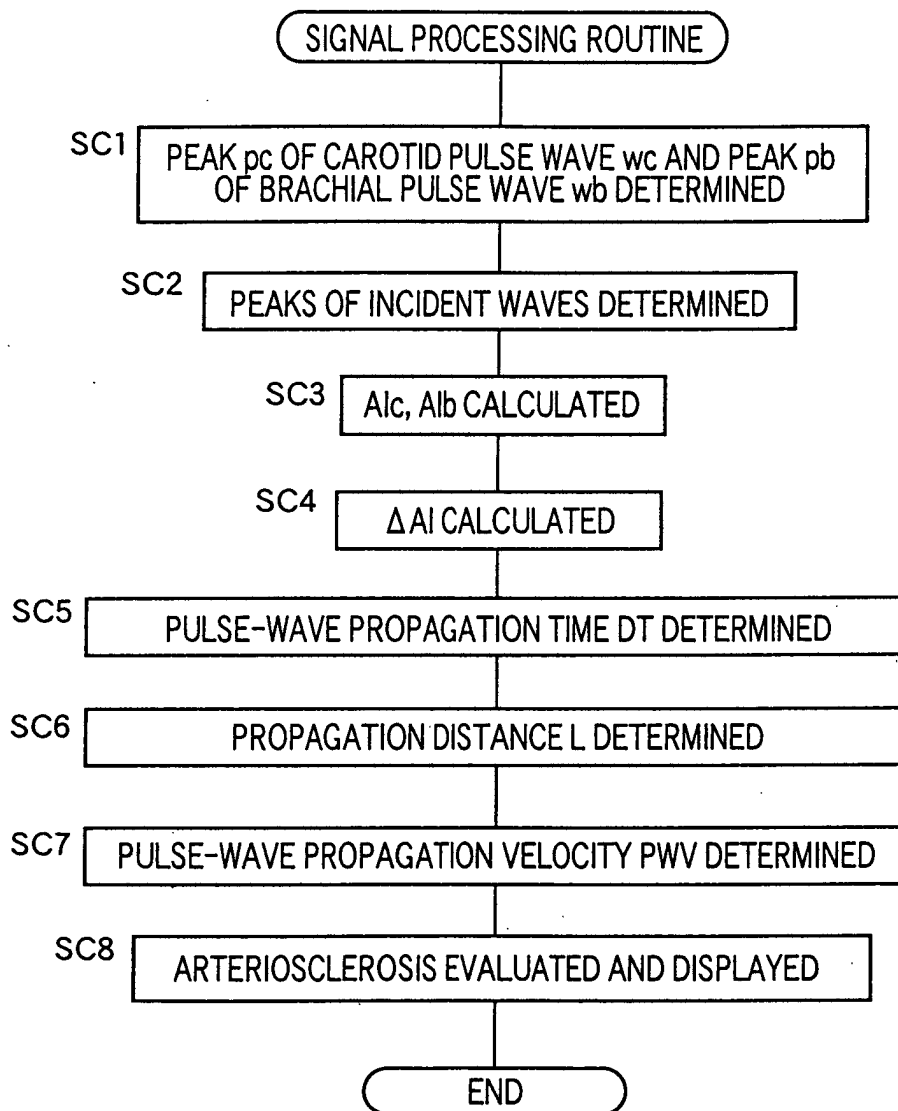 SIGNAL PROCESSING ROUTINE
SC1
PEAK pc OF CAROTID PULSE WAVE wc AND PEAK pb
OF BRACHIAL PULSE WAVE wb DETERMINED
SC2
PEAKS OF INCIDENT WAVES DETERMINED
SC3
AIc, AIb CALCULATED
SC4
Δ AI CALCULATED
SC5
PULSE-WAVE PROPAGATION TIME DT DETERMINED
SC6
PROPAGATION DISTANCE L DETERMINED
SC7
PULSE-WAVE PROPAGATION VELOCITY PWV DETERMINED
SC8
ARTERIOSCLEROSIS EVALUATED AND DISPLAYED
END